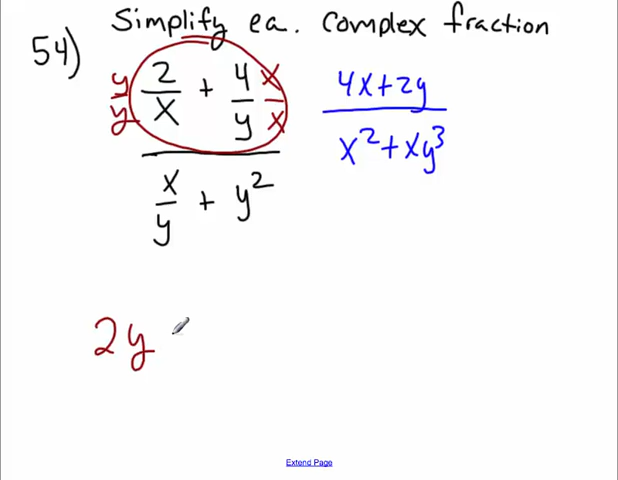 Simplify ea. Complex fraction
54)
y/y 2/x + 4/y x/x
x/y + y²
4x+2y
x²+xy³
2y
Extend Page